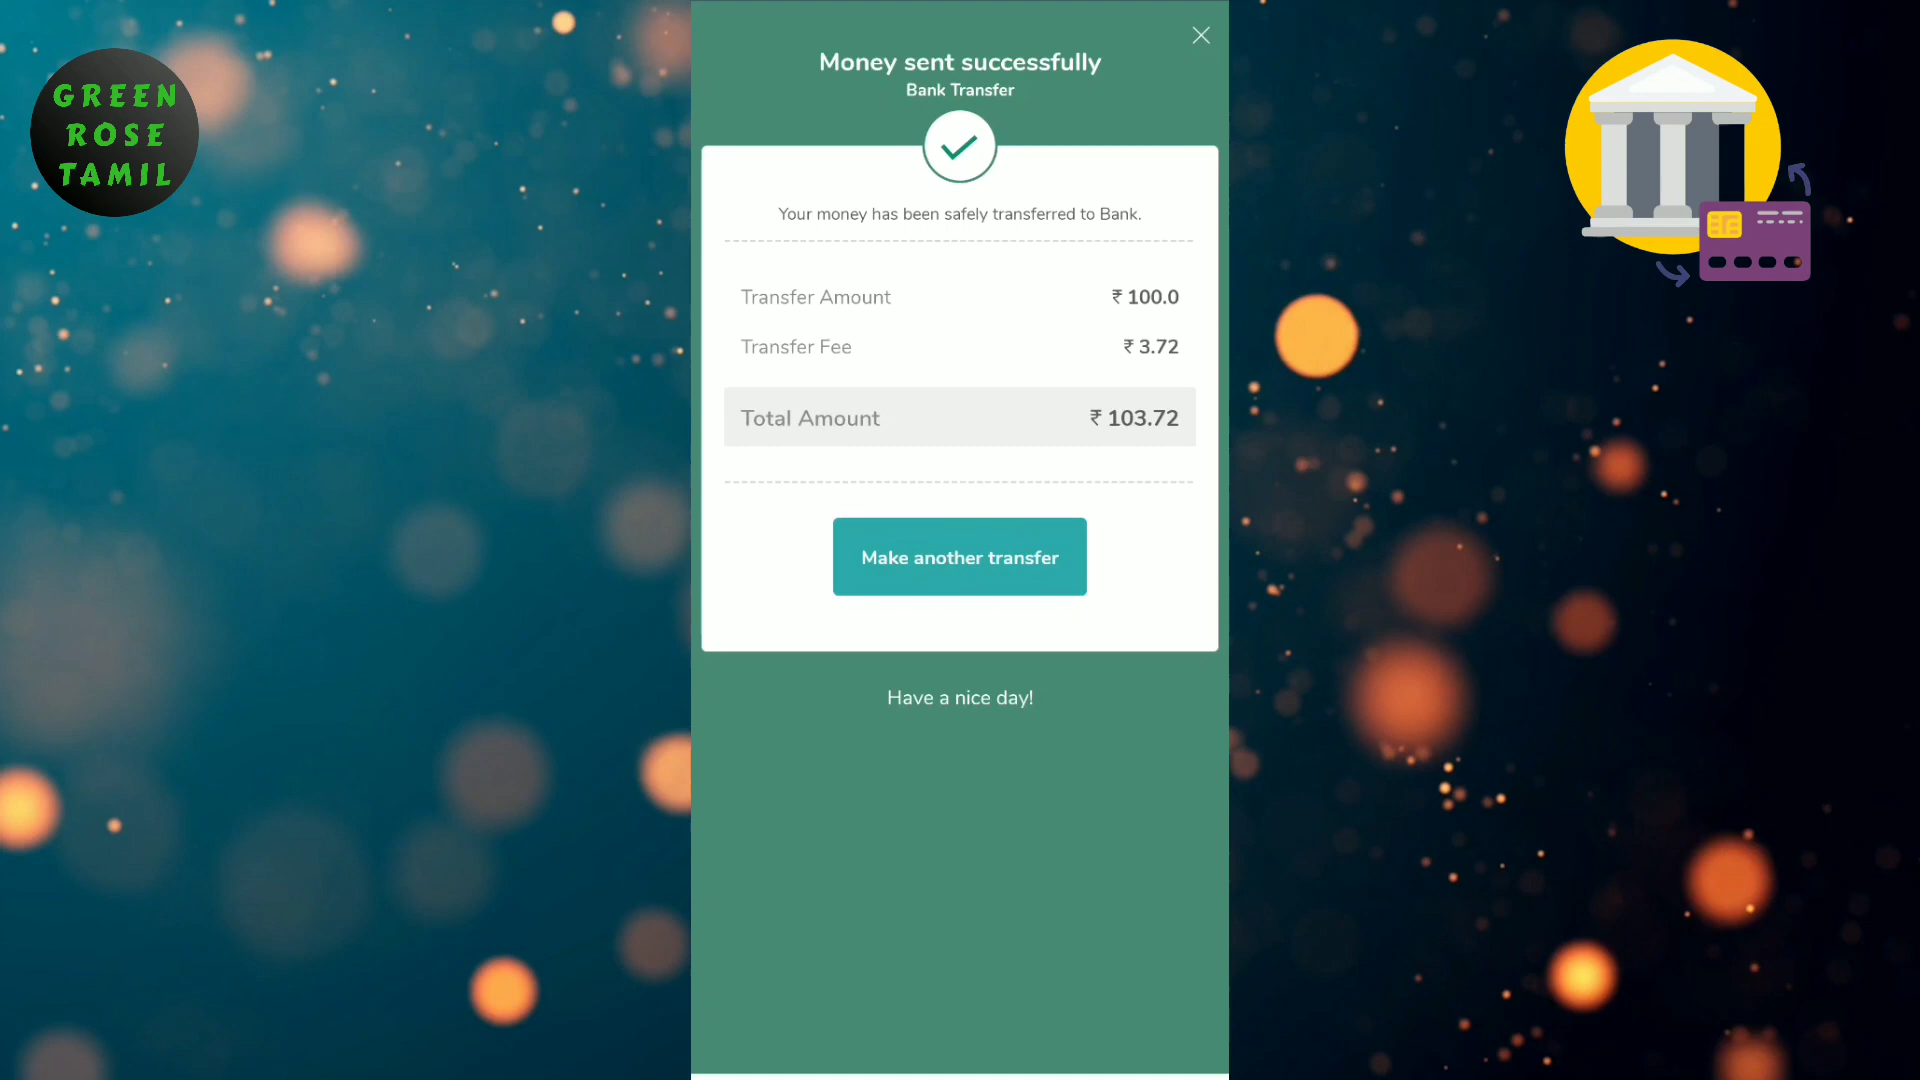 GREEN
ROSE
TAMIL
Money sent successfully
Bank Transfer
Your money has been safely transferred to Bank.
Transfer Amount ₹ 100.0
Transfer Fee ₹ 3.72
Total Amount ₹ 103.72
Make another transfer
Have a nice day!